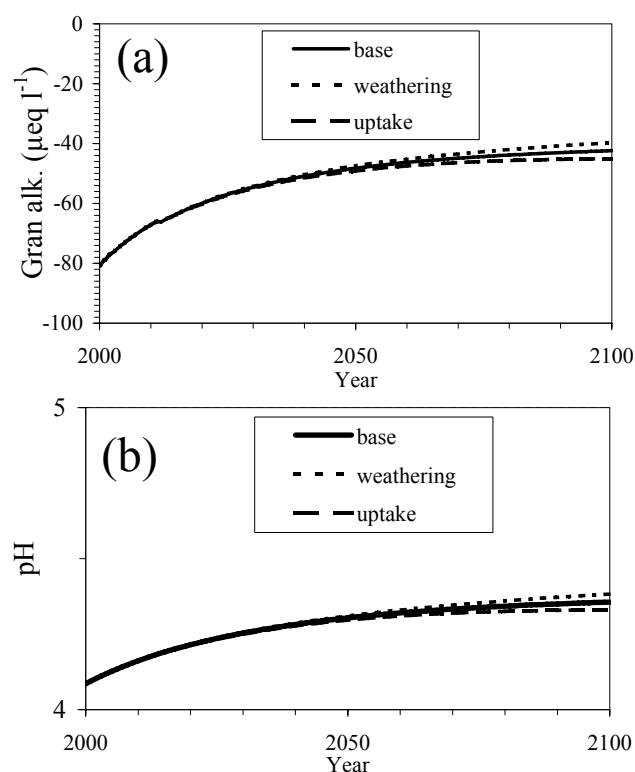 0
(a)
base
weathering
uptake
-20
-40
-60
-80
-100
Gran alk. (µeq l⁻¹)
2000 2050 2100
Year
5
(b)
base
weathering
uptake
pH
4
2000 2050 2100
Year